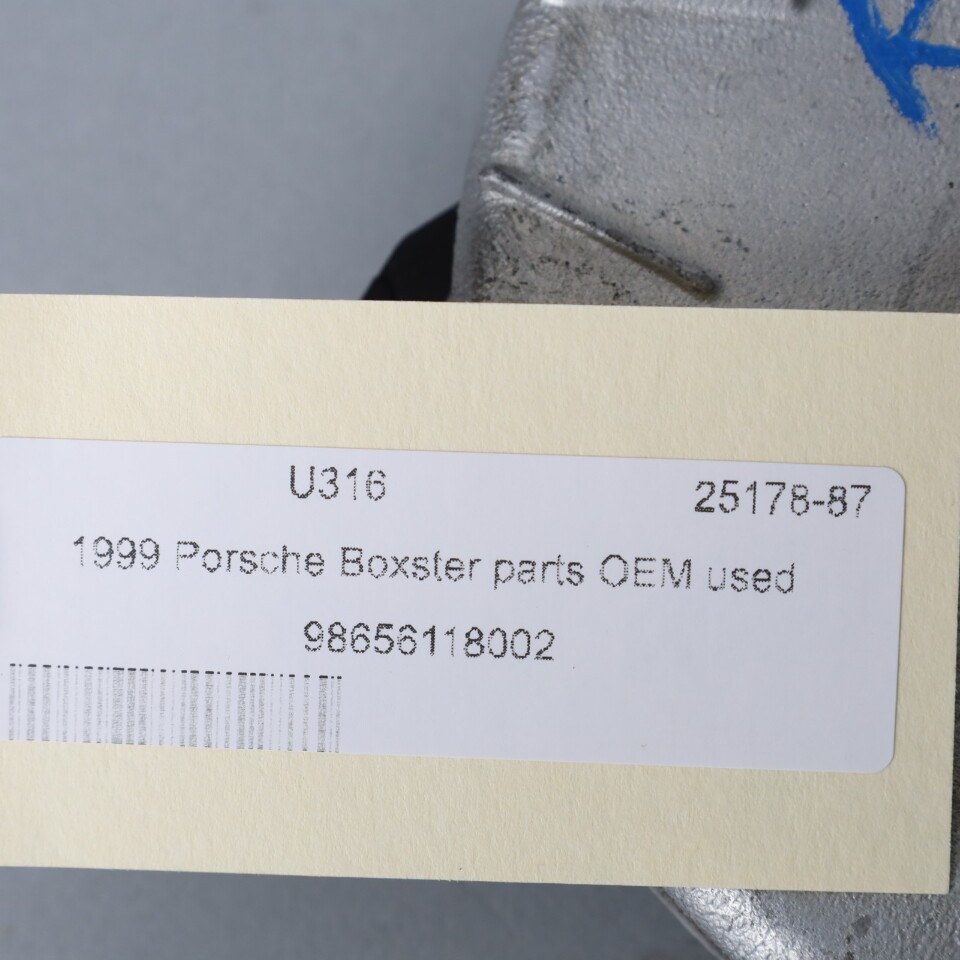 U316 25178-87
1999 Porsche Boxster parts OEM used
98656118002